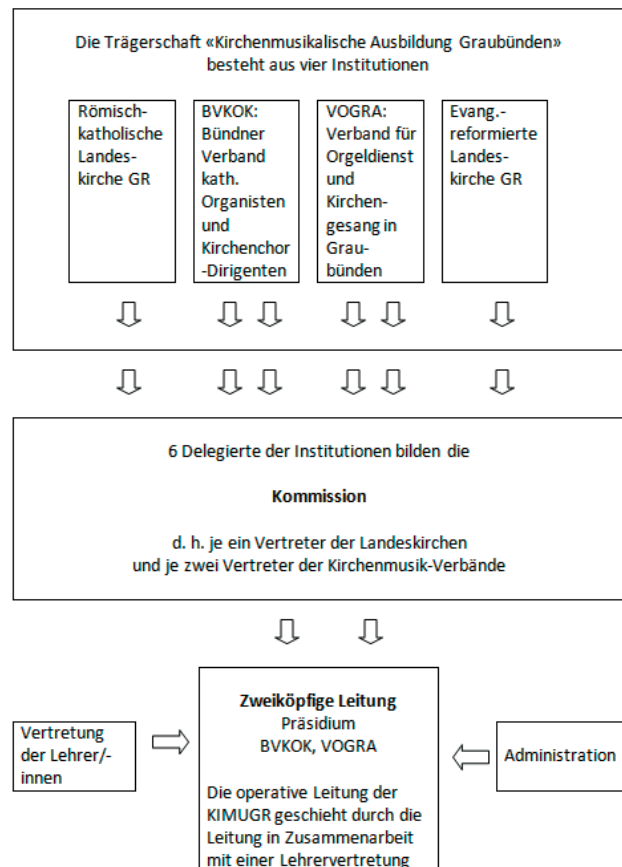 Die Trägerschaft «Kirchenmusikalische Ausbildung Graubünden»
besteht aus vier Institutionen
Römisch-
katholische
Landes-
kirche GR
BVKOK:
Bündner
Verband
kath.
Organisten
und
Kirchenchor
-Dirigenten
VOGRA:
Verband für
Orgeldienst
und
Kirchen-
gesang in
Grau-
bünden
Evang.-
reformierte
Landes-
kirche GR
6 Delegierte der Institutionen bilden die
Kommission
d. h. je ein Vertreter der Landeskirchen
und je zwei Vertreter der Kirchenmusik-Verbände
Vertretung
der Lehrer/-
innen
Zweiköpfige Leitung
Präsidium
BVKOK, VOGRA
Die operative Leitung der
KIMUGR geschieht durch die
Leitung in Zusammenarbeit
mit einer Lehrervertretung
Administration